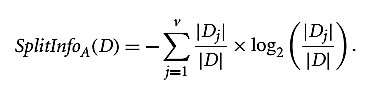 SplitInfo_A(D) = −∑_{j=1}^{v} |D_j|/|D| × log_2(|D_j|/|D|).